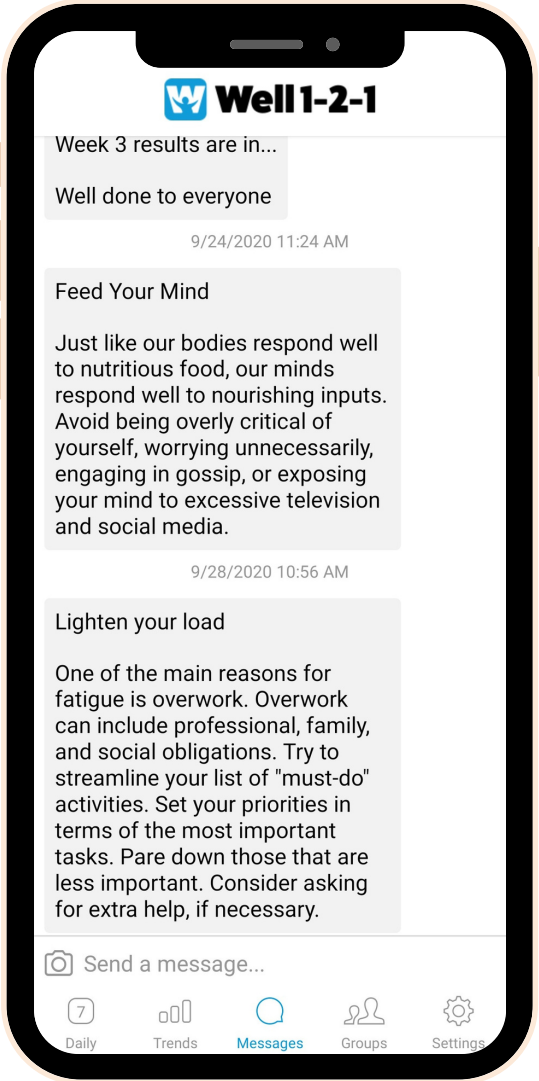 Well 1-2-1
Week 3 results are in...
Well done to everyone
9/24/2020 11:24 AM
Feed Your Mind
Just like our bodies respond well
to nutritious food, our minds
respond well to nourishing inputs.
Avoid being overly critical of
yourself, worrying unnecessarily,
engaging in gossip, or exposing
your mind to excessive television
and social media.
9/28/2020 10:56 AM
Lighten your load
One of the main reasons for
fatigue is overwork. Overwork
can include professional, family,
and social obligations. Try to
streamline your list of "must-do"
activities. Set your priorities in
terms of the most important
tasks. Pare down those that are
less important. Consider asking
for extra help, if necessary.
Send a message...
7
Daily Trends Messages Groups Settings